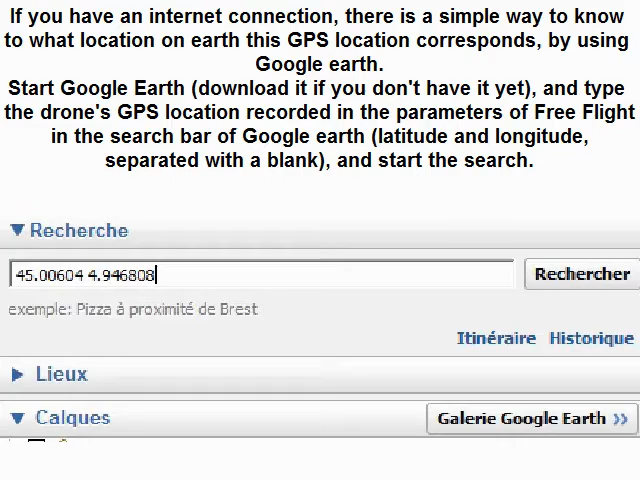 If you have an internet connection, there is a simple way to know
to what location on earth this GPS location corresponds, by using
Google earth.
Start Google Earth (download it if you don't have it yet), and type
the drone's GPS location recorded in the parameters of Free Flight
in the search bar of Google earth (latitude and longitude,
separated with a blank), and start the search.
Recherche
45.00604 4.946808
Rechercher
exemple: Pizza à proximité de Brest
Itinéraire Historique
Lieux
Calques
Galerie Google Earth »